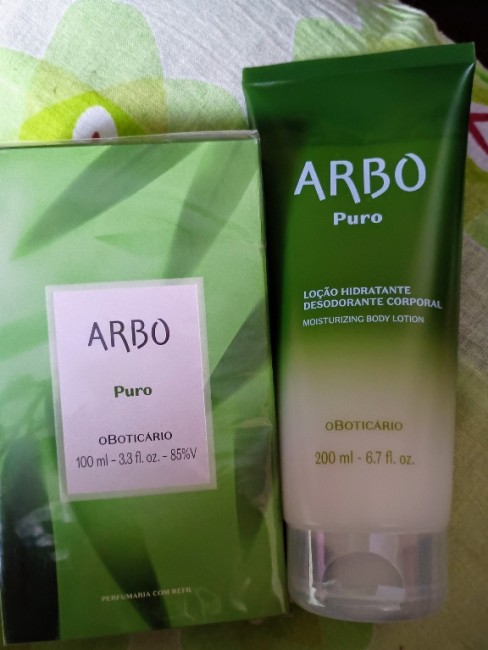 ARBO
Puro
OBOTICÁRIO
100 ml - 3.3 fl. oz. - 85%V
PERFUMARIA COM REFIL
ARBO
Puro
LOÇÃO HIDRATANTE
DESODORANTE CORPORAL
MOISTURIZING BODY LOTION
OBOTICÁRIO
200 ml - 6.7 fl. oz.